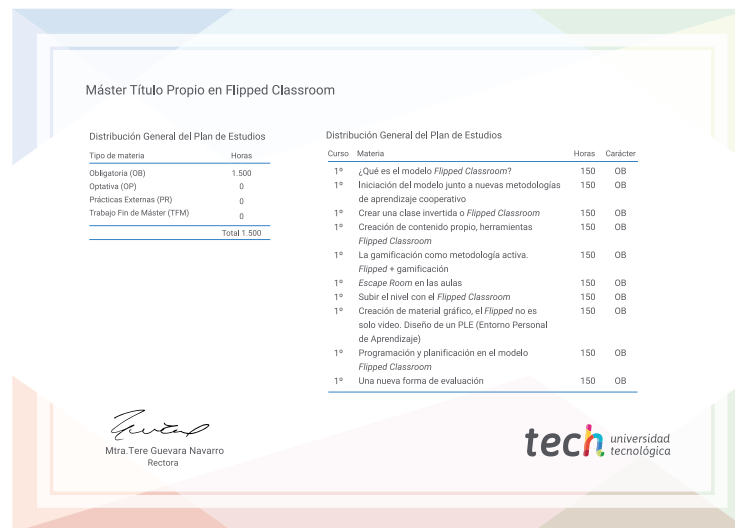 Máster Título Propio en Flipped Classroom
Distribución General del Plan de Estudios
Tipo de materia Horas
Obligatoria (OB) 1.500
Optativa (OP) 0
Prácticas Externas (PR) 0
Trabajo Fin de Máster (TFM) 0
Total 1.500
Distribución General del Plan de Estudios
Curso Materia Horas Carácter
1º ¿Qué es el modelo Flipped Classroom? 150 OB
1º Iniciación del modelo junto a nuevas metodologías 150 OB
de aprendizaje cooperativo
1º Crear una clase invertida o Flipped Classroom 150 OB
1º Creación de contenido propio, herramientas 150 OB
Flipped Classroom
1º La gamificación como metodología activa. 150 OB
Flipped + gamificación
1º Escape Room en las aulas 150 OB
1º Subir el nivel con el Flipped Classroom 150 OB
1º Creación de material gráfico, el Flipped no es 150 OB
solo video. Diseño de un PLE (Entorno Personal
de Aprendizaje)
1º Programación y planificación en el modelo 150 OB
Flipped Classroom
1º Una nueva forma de evaluación 150 OB
Mtra.Tere Guevara Navarro
Rectora
tech universidad
tecnológica